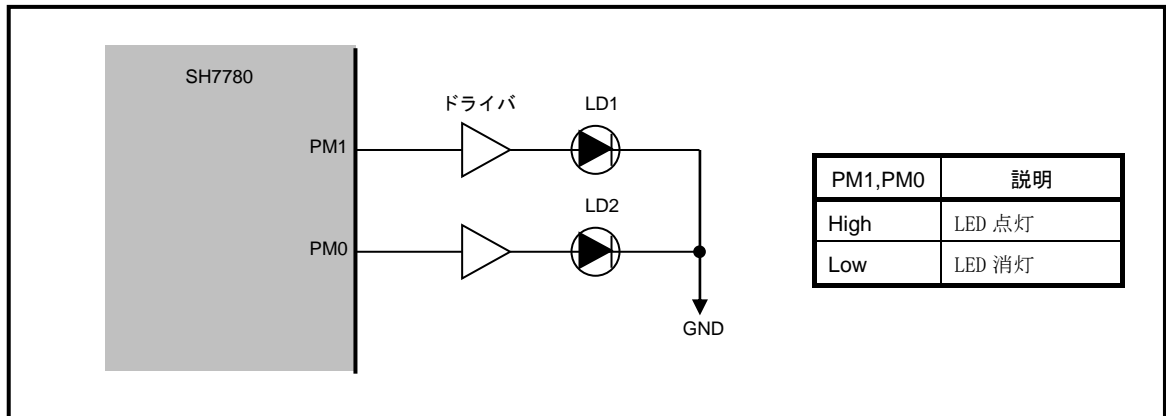 SH7780
ドライバ
LD1
PM1
LD2
PM0
GND
PM1,PM0 説明
High LED 点灯
Low LED 消灯